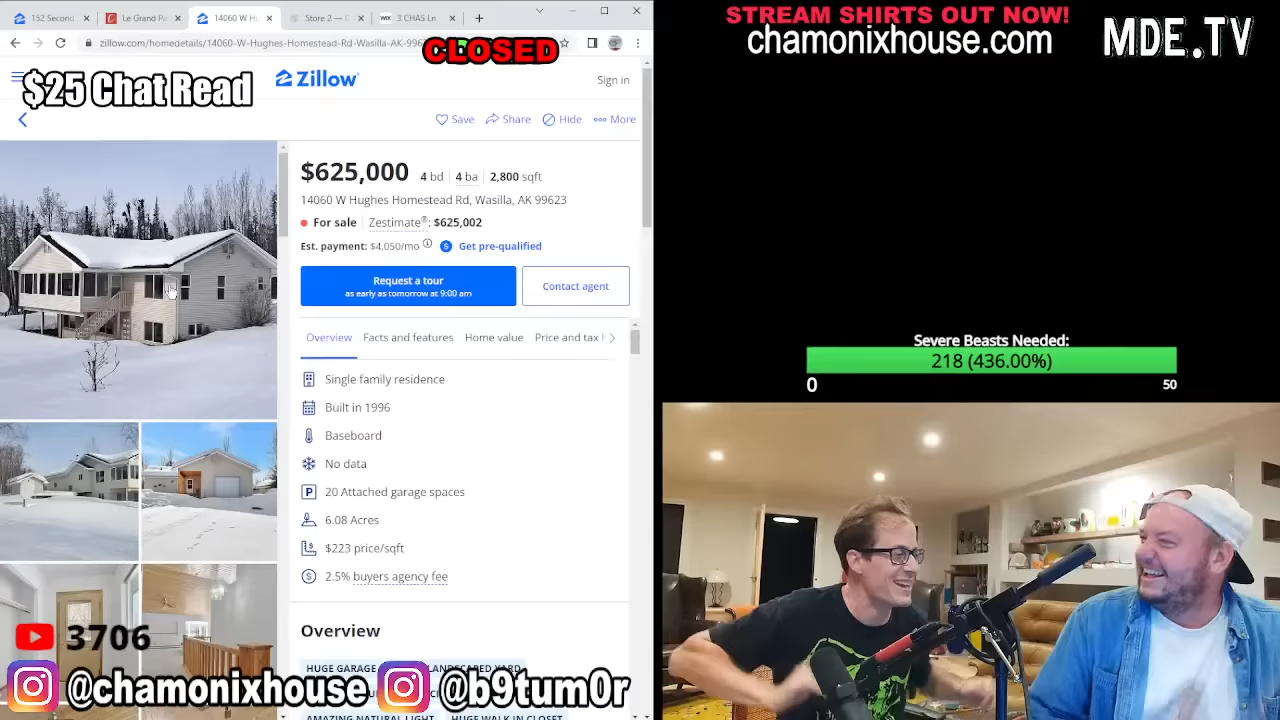 152 Second
Le Grand Pa
14060 W Hu
Store 2 — C
3 CHAS Ln
zillow.com/homedetails/14060-W-Hughes-Homestead-Rd-Wasilla-AK-9962
CLOSED
$25 Chat Read
Zillow
Sign in
Save Share Hide More
$625,000 4 bd 4 ba 2,800 sqft
14060 W Hughes Homestead Rd, Wasilla, AK 99623
For sale Zestimate®: $625,002
Est. payment: $4,050/mo Get pre-qualified
Request a tour
as early as tomorrow at 9:00 am
Contact agent
Overview Facts and features Home value Price and tax
Single family residence
Built in 1996
Baseboard
No data
20 Attached garage spaces
6.08 Acres
$223 price/sqft
2.5% buyers agency fee
Overview
HUGE GARAGE LANDSCAPED YARD
AMAZING NATURAL LIGHT HUGE WALK IN CLOSET
3706
@chamonixhouse @b9tum0r
STREAM SHIRTS OUT NOW!
chamonixhouse.com
MDE.TV
Severe Beasts Needed:
218 (436.00%)
0 50